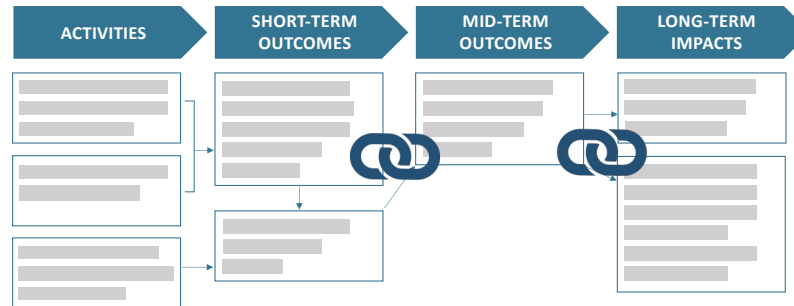 ACTIVITIES
SHORT-TERM
OUTCOMES
MID-TERM
OUTCOMES
LONG-TERM
IMPACTS